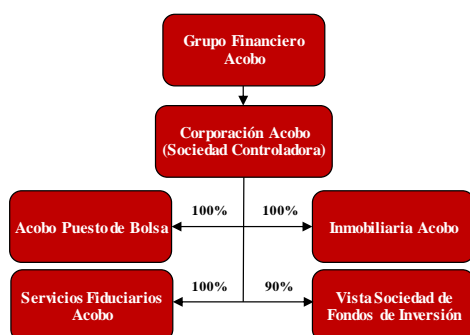 Grupo Financiero
Acobo
Corporación Acobo
(Sociedad Controladora)
100% 100%
Acobo Puesto de Bolsa
Inmobiliaria Acobo
100% 90%
Servicios Fiduciarios
Acobo
Vista Sociedad de
Fondos de Inversión